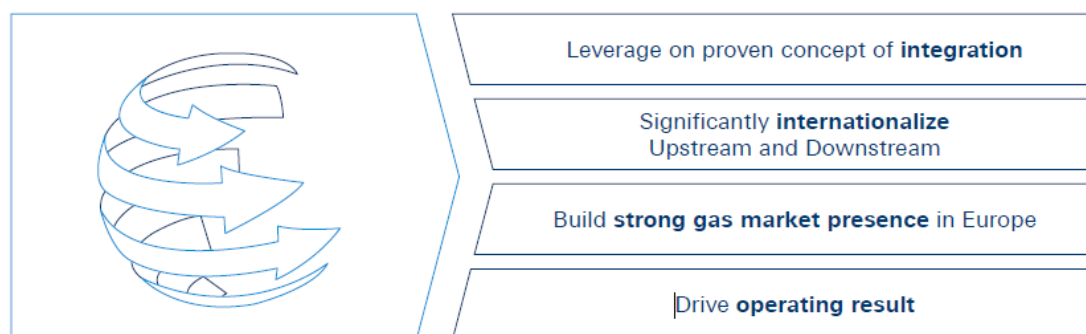 Leverage on proven concept of integration
Significantly internationalize
Upstream and Downstream
Build strong gas market presence in Europe
Drive operating result